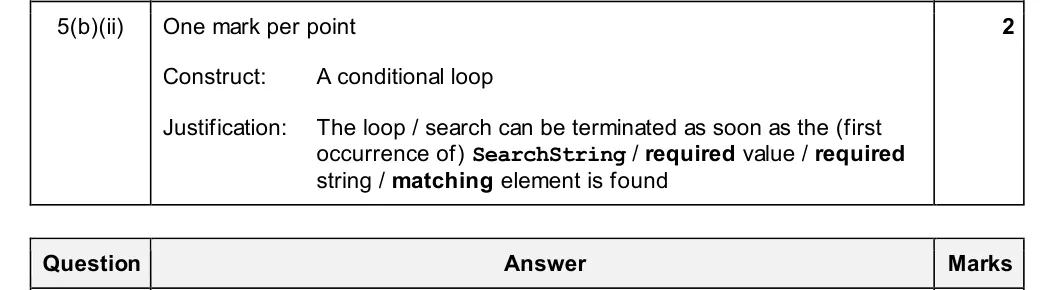 5(b)(ii) One mark per point 2
Construct: A conditional loop
Justification: The loop / search can be terminated as soon as the (first
occurrence of) SearchString / required value / required
string / matching element is found
Question Answer Marks